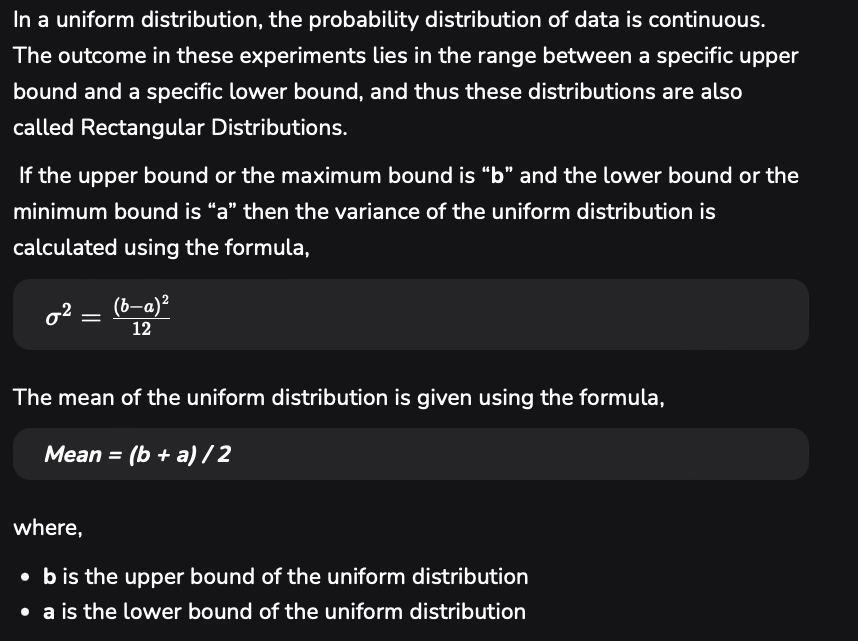 In a uniform distribution, the probability distribution of data is continuous.
The outcome in these experiments lies in the range between a specific upper
bound and a specific lower bound, and thus these distributions are also
called Rectangular Distributions.
If the upper bound or the maximum bound is “b” and the lower bound or the
minimum bound is “a” then the variance of the uniform distribution is
calculated using the formula,
σ² = (b−a)²/12
The mean of the uniform distribution is given using the formula,
Mean = (b + a) / 2
where,
• b is the upper bound of the uniform distribution
• a is the lower bound of the uniform distribution